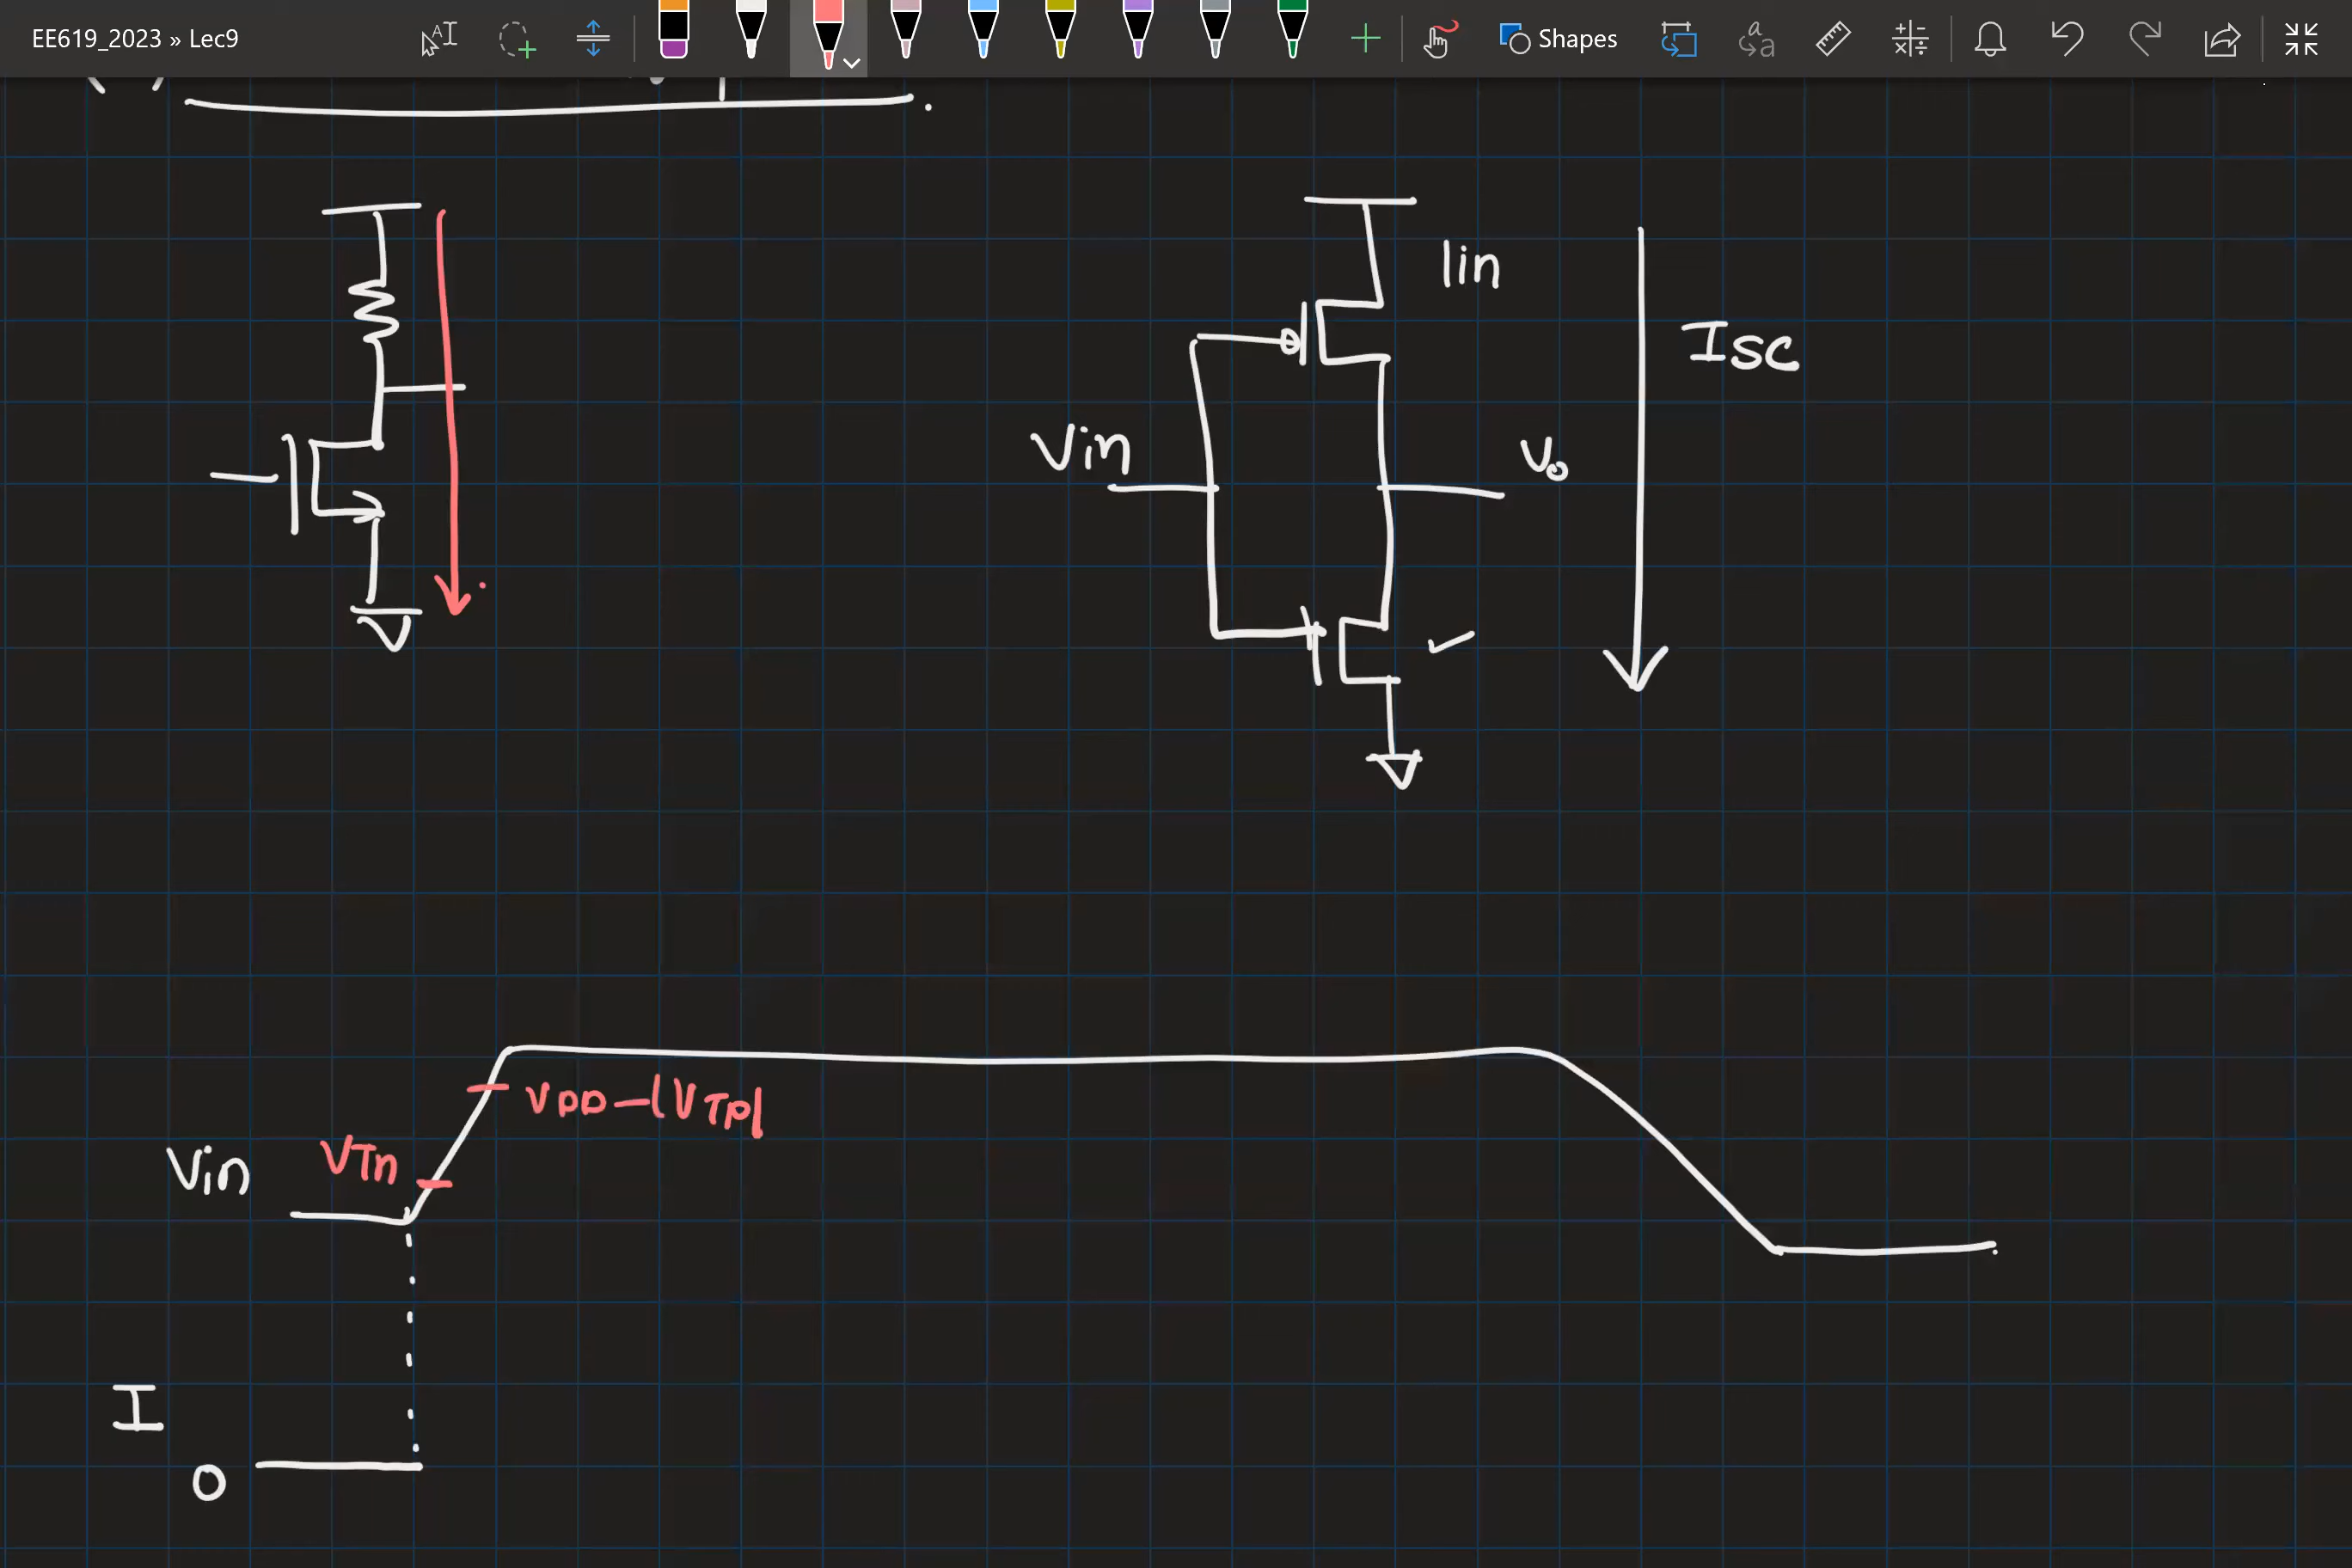 EE619_2023 » Lec9
Shapes
lin
Isc
Vin
Vo
VDD-|VTp|
VTn
Vin
I
0